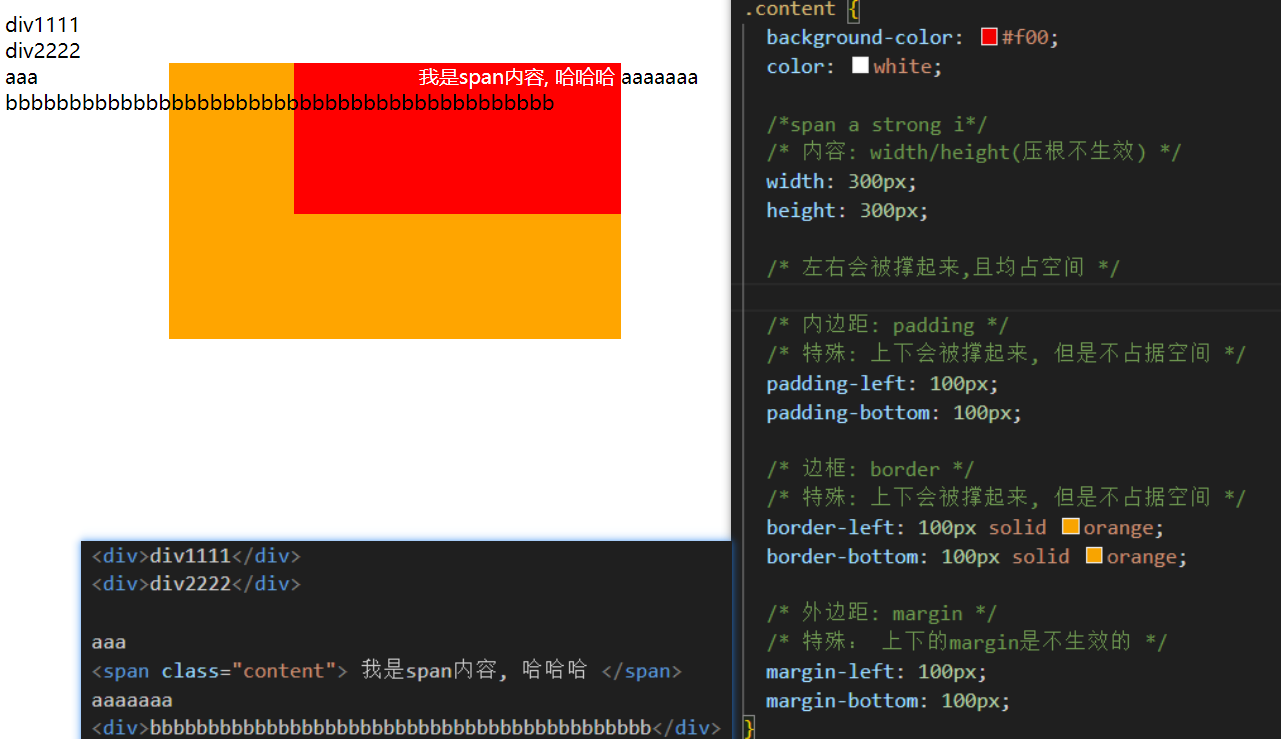 div1111
div2222
aaa 我是span内容, 哈哈哈 aaaaaaa
bbbbbbbbbbbbbbbbbbbbbbbbbbbbbbbbbbbbbbbbbbb
<div>div1111</div>
<div>div2222</div>
aaa
<span class="content"> 我是span内容, 哈哈哈 </span>
aaaaaaa
<div>bbbbbbbbbbbbbbbbbbbbbbbbbbbbbbbbbbbbbbbbbbb</div>
.content {
background-color: #f00;
color: white;
/*span a strong i*/
/* 内容: width/height(压根不生效) */
width: 300px;
height: 300px;
/* 左右会被撑起来,且均占空间 */
/* 内边距: padding */
/* 特殊: 上下会被撑起来, 但是不占据空间 */
padding-left: 100px;
padding-bottom: 100px;
/* 边框: border */
/* 特殊: 上下会被撑起来, 但是不占据空间 */
border-left: 100px solid orange;
border-bottom: 100px solid orange;
/* 外边距: margin */
/* 特殊： 上下的margin是不生效的 */
margin-left: 100px;
margin-bottom: 100px;
}